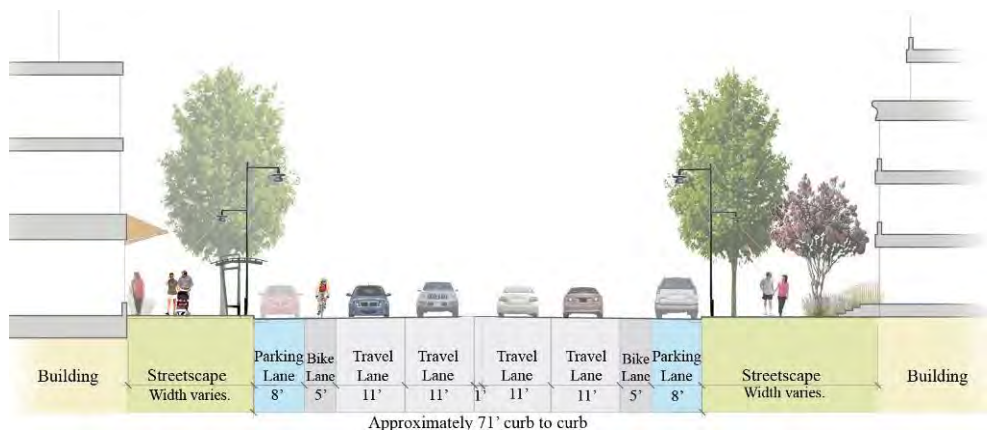 Building
Streetscape
Width varies.
Parking
Lane
8'
Bike
Lane
5'
Travel
Lane
11'
Travel
Lane
11'
1'
Travel
Lane
11'
Travel
Lane
11'
Bike
Lane
5'
Parking
Lane
8'
Streetscape
Width varies.
Building
Approximately 71' curb to curb